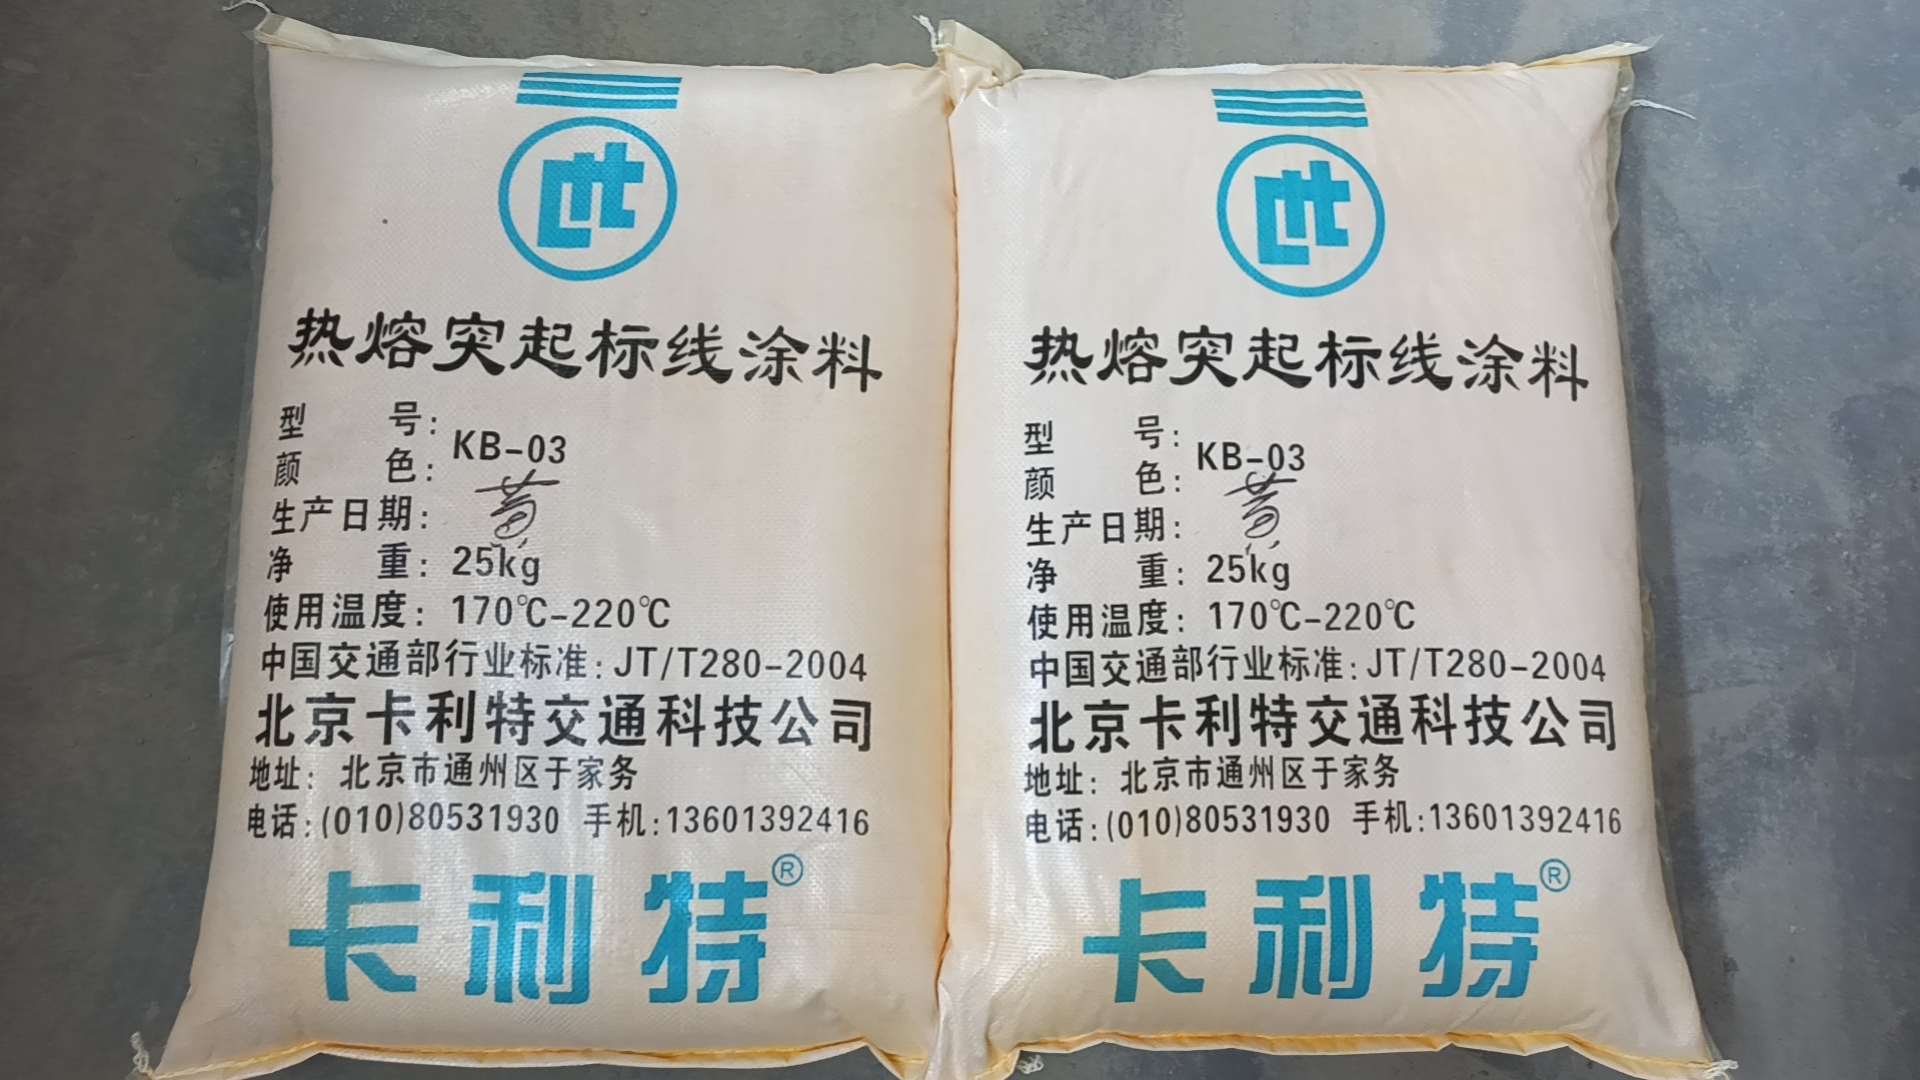 热熔突起标线涂料
型 号: KB-03
颜 色: 黄
生产日期:
净 重: 25kg
使用温度: 170℃-220℃
中国交通部行业标准: JT/T280-2004
北京卡利特交通科技公司
地址: 北京市通州区于家务
电话:(010)80531930 手机:13601392416
卡利特®
热熔突起标线涂料
型 号: KB-03
颜 色: 黄
生产日期:
净 重: 25kg
使用温度: 170℃-220℃
中国交通部行业标准: JT/T280-2004
北京卡利特交通科技公司
地址: 北京市通州区于家务
电话:(010)80531930 手机:13601392416
卡利特®